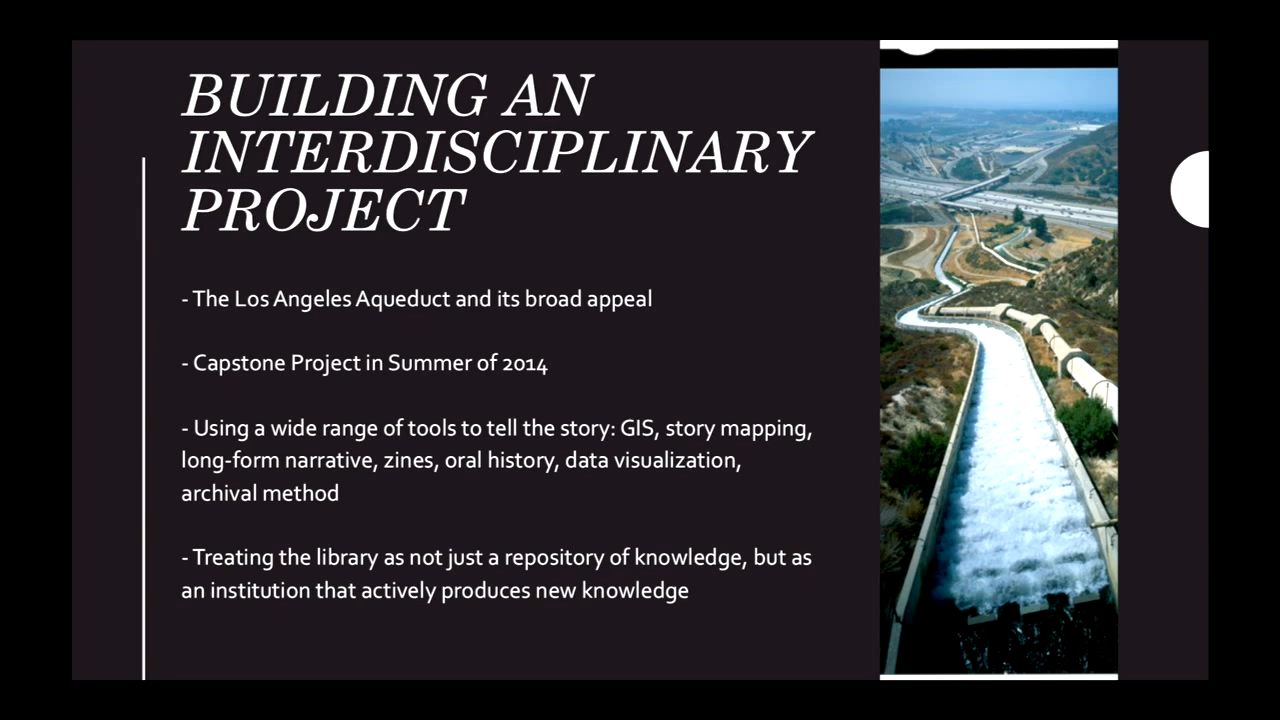 BUILDING AN
INTERDISCIPLINARY
PROJECT
- The Los Angeles Aqueduct and its broad appeal
- Capstone Project in Summer of 2014
- Using a wide range of tools to tell the story: GIS, story mapping,
long-form narrative, zines, oral history, data visualization,
archival method
- Treating the library as not just a repository of knowledge, but as
an institution that actively produces new knowledge